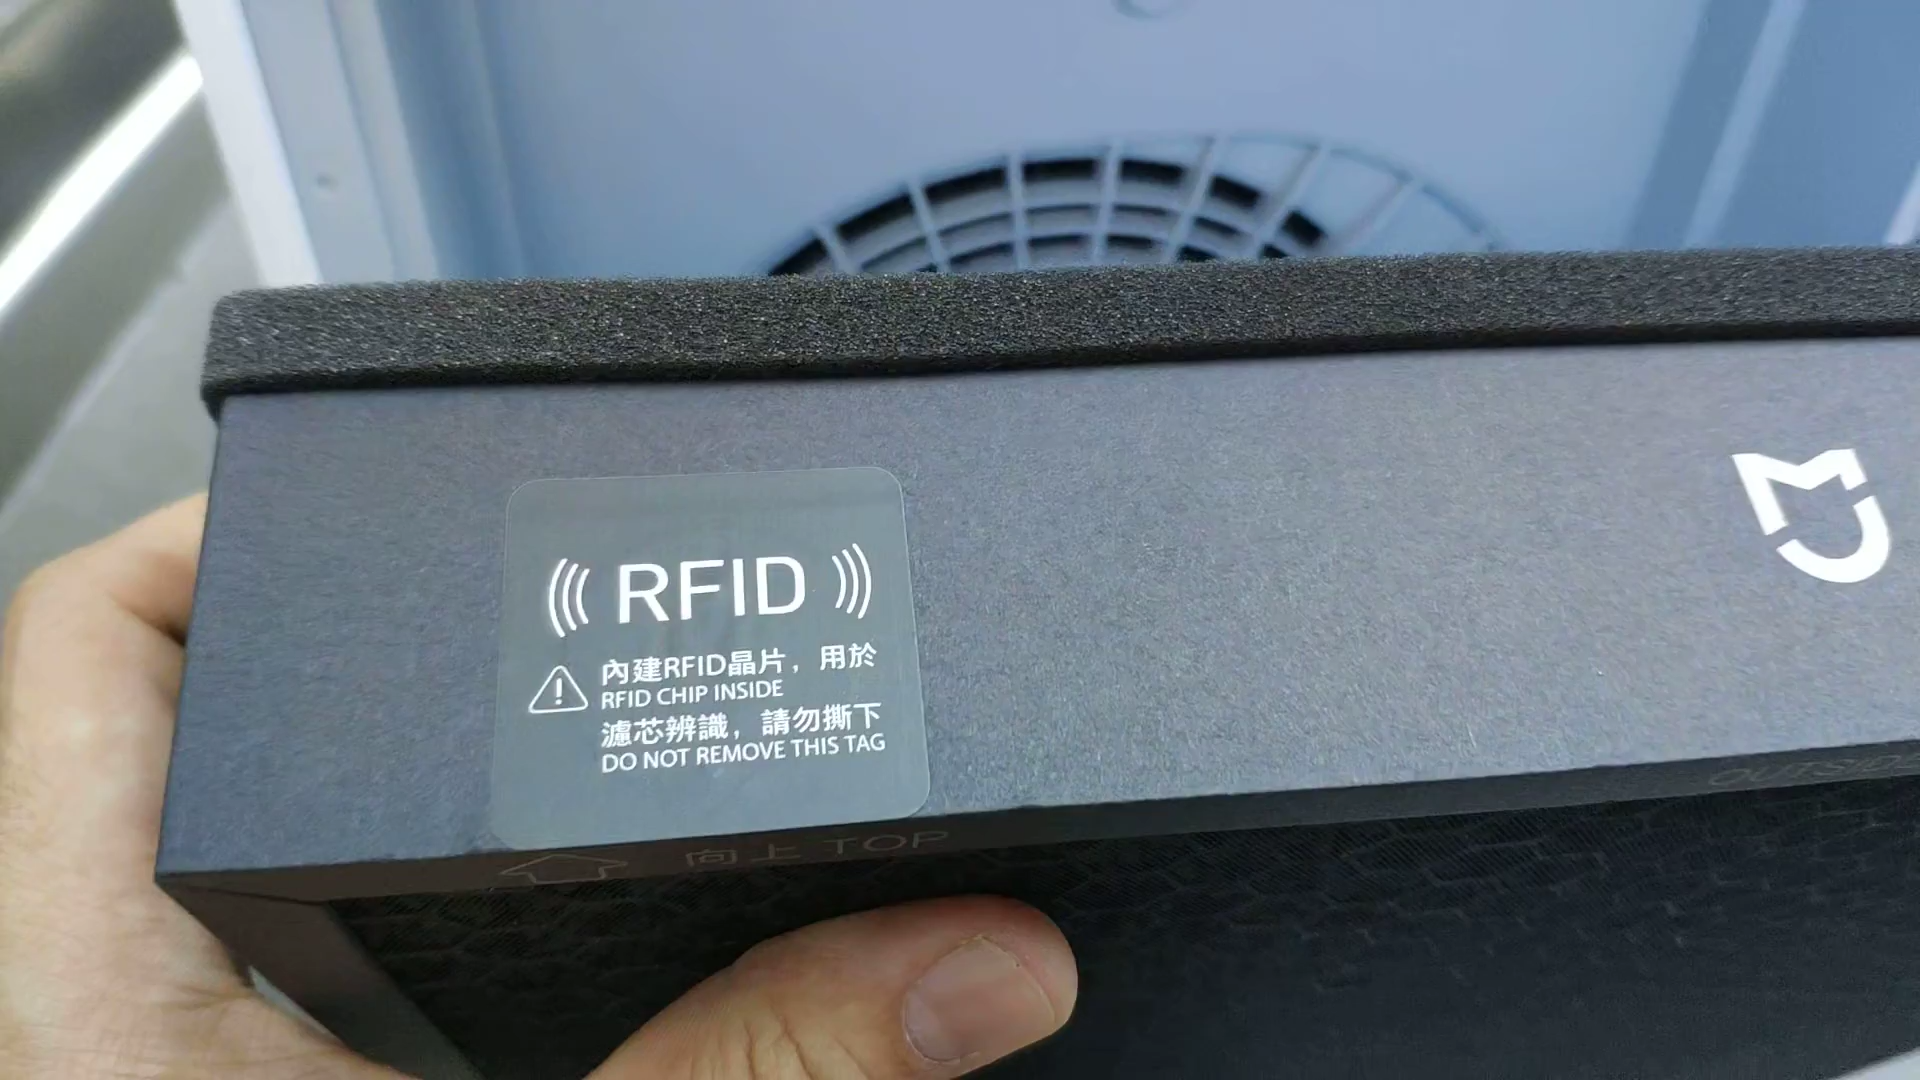 RFID
內建RFID晶片，用於
RFID CHIP INSIDE
濾芯辨識，請勿撕下
DO NOT REMOVE THIS TAG
向上 TOP